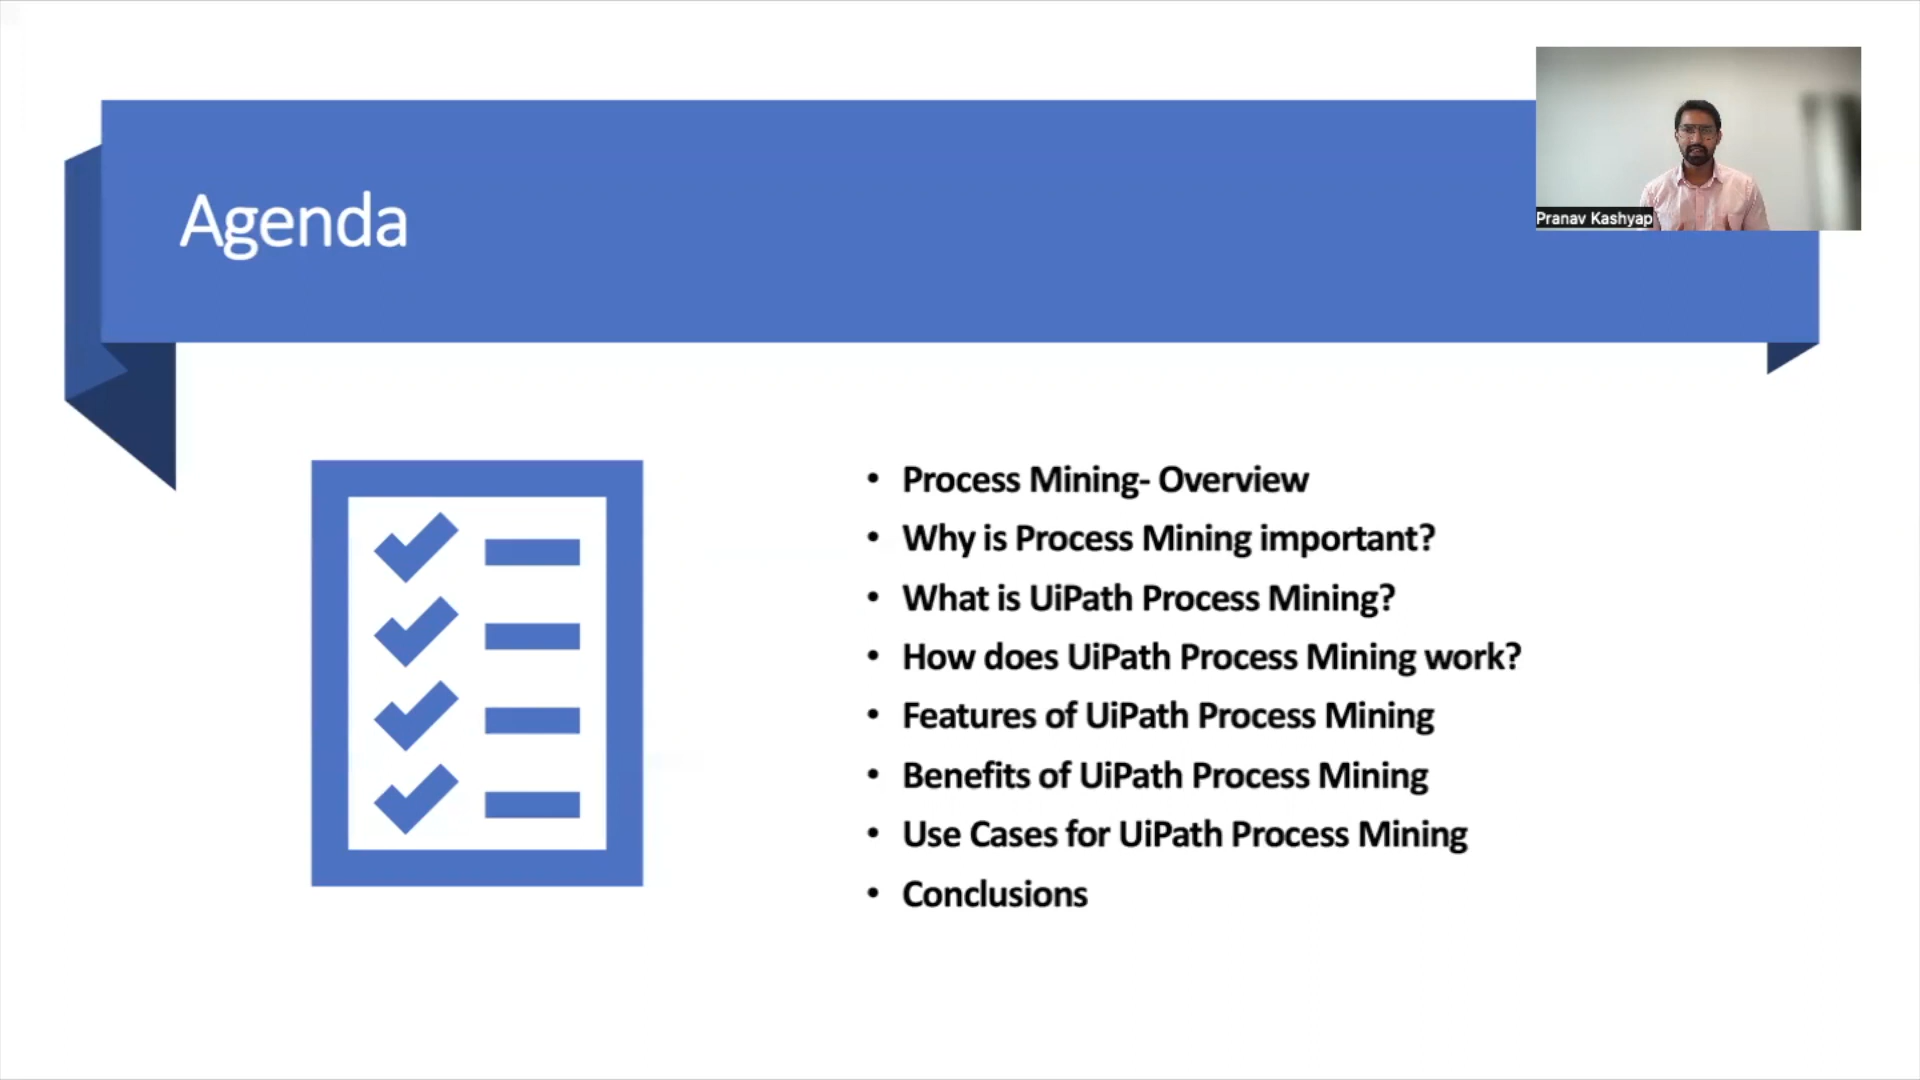 Agenda
Pranav Kashyap
• Process Mining- Overview
• Why is Process Mining important?
• What is UiPath Process Mining?
• How does UiPath Process Mining work?
• Features of UiPath Process Mining
• Benefits of UiPath Process Mining
• Use Cases for UiPath Process Mining
• Conclusions